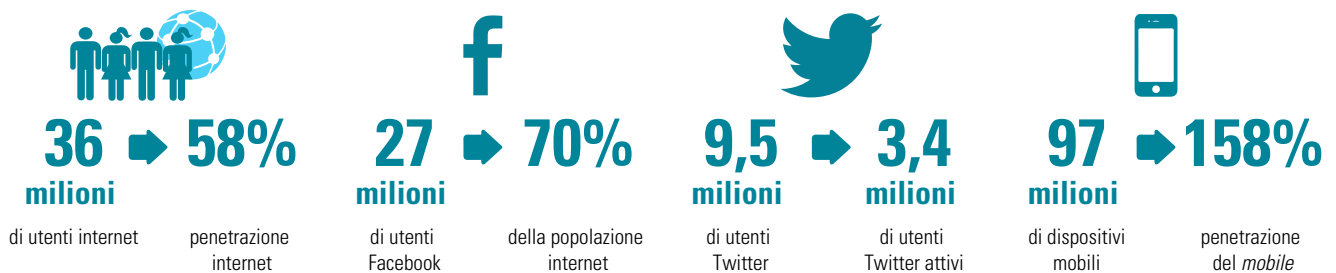 36 58% 27 70% 9,5 3,4 97 158%
milioni milioni milioni milioni milioni
di utenti internet penetrazione di utenti della popolazione di utenti di utenti di dispositivi penetrazione
internet Facebook internet Twitter Twitter attivi mobili del mobile